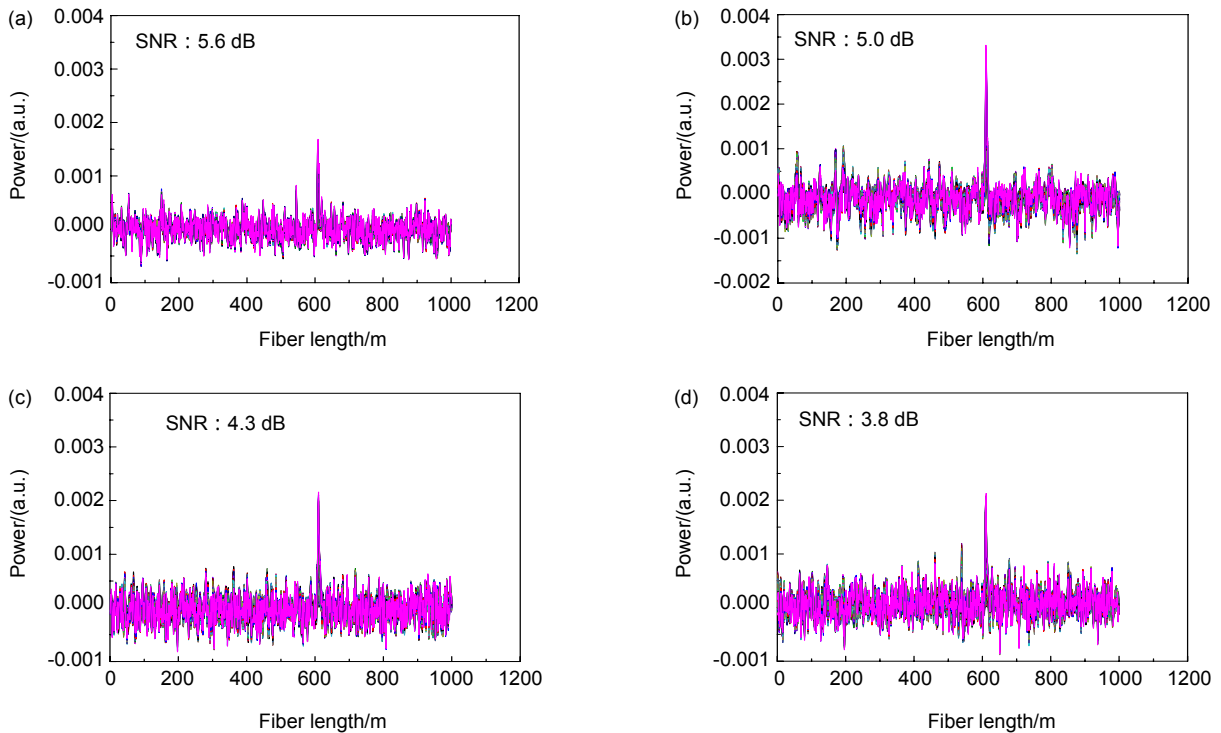 (a)
SNR：5.6 dB
Power/(a.u.)
0.004
0.003
0.002
0.001
0.000
-0.001
0 200 400 600 800 1000 1200
Fiber length/m
(b)
SNR：5.0 dB
Power/(a.u.)
0.004
0.003
0.002
0.001
0.000
-0.001
-0.002
0 200 400 600 800 1000 1200
Fiber length/m
(c)
SNR：4.3 dB
Power/(a.u.)
0.004
0.003
0.002
0.001
0.000
-0.001
0 200 400 600 800 1000 1200
Fiber length/m
(d)
SNR：3.8 dB
Power/(a.u.)
0.004
0.003
0.002
0.001
0.000
-0.001
0 200 400 600 800 1000 1200
Fiber length/m